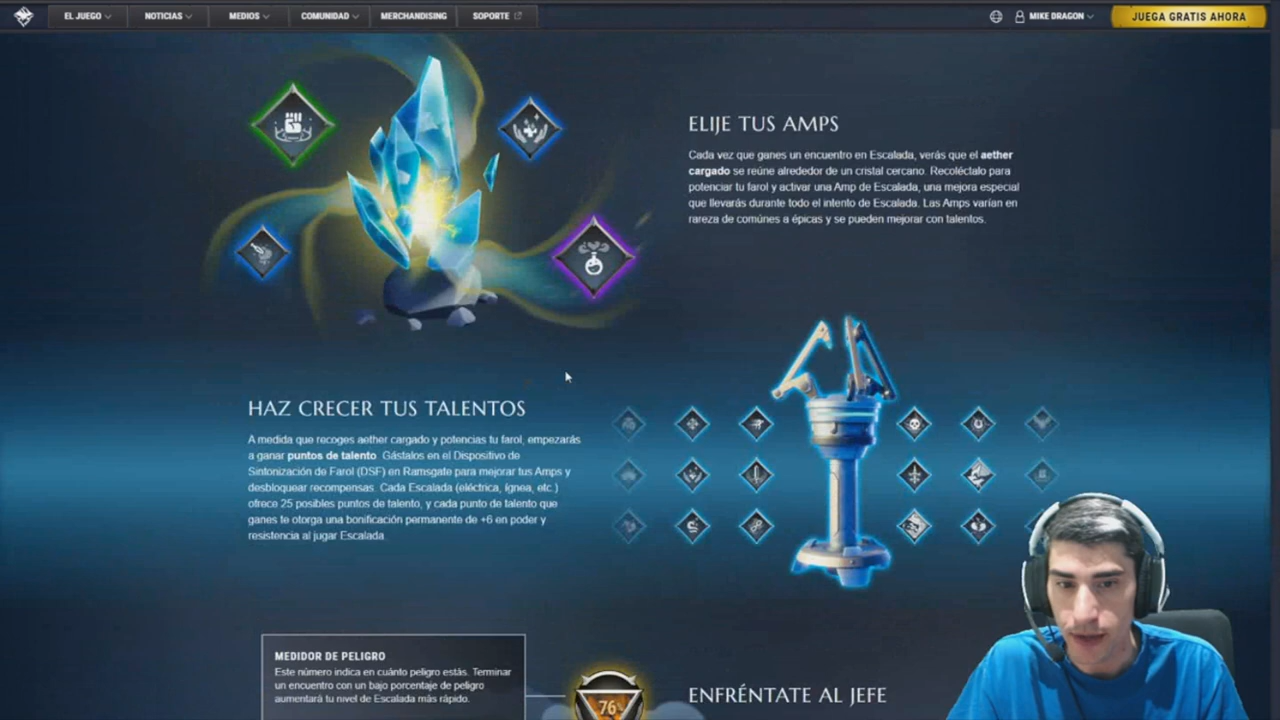 EL JUEGO
NOTICIAS
MEDIOS
COMUNIDAD
MERCHANDISING
SOPORTE
MIKE DRAGON
JUEGA GRATIS AHORA
ELIJE TUS AMPS
Cada vez que ganes un encuentro en Escalada, verás que el aether
cargado se reúne alrededor de un cristal cercano. Recoléctalo para
potenciar tu farol y activar una Amp de Escalada, una mejora especial
que llevarás durante todo el intento de Escalada. Las Amps varían en
rareza de comúnes a épicas y se pueden mejorar con talentos.
HAZ CRECER TUS TALENTOS
A medida que recoges aether cargado y potencias tu farol, empezarás
a ganar puntos de talento. Gástalos en el Dispositivo de
Sintonización de Farol (DSF) en Ramsgate para mejorar tus Amps y
desbloquear recompensas. Cada Escalada (eléctrica, ígnea, etc.)
ofrece 25 posibles puntos de talento, y cada punto de talento que
ganes te otorga una bonificación permanente de +6 en poder y
resistencia al jugar Escalada.
MEDIDOR DE PELIGRO
Este número indica en cuánto peligro estás. Terminar
un encuentro con un bajo porcentaje de peligro
aumentará tu nivel de Escalada más rápido.
76%
ENFRÉNTATE AL JEFE